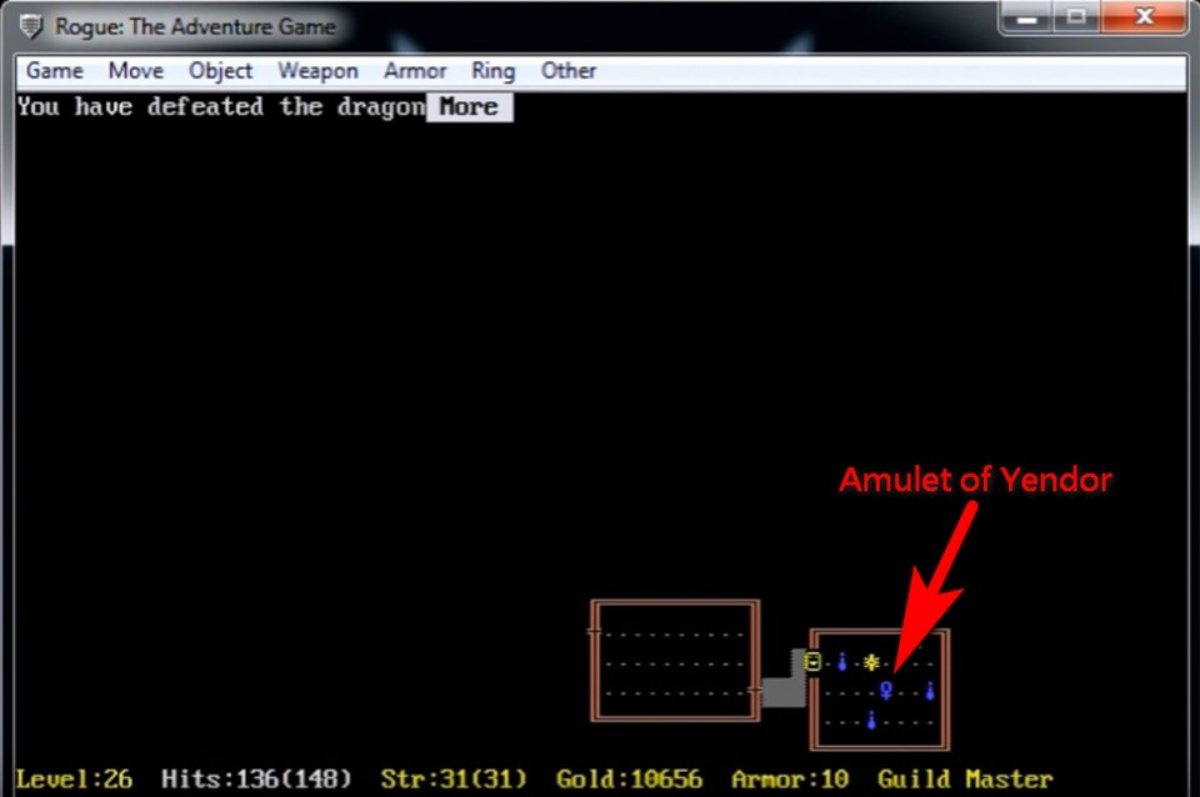 Rogue: The Adventure Game
Game Move Object Weapon Armor Ring Other
You have defeated the dragon More
Amulet of Yendor
Level:26 Hits:136(148) Str:31(31) Gold:10656 Armor:10 Guild Master